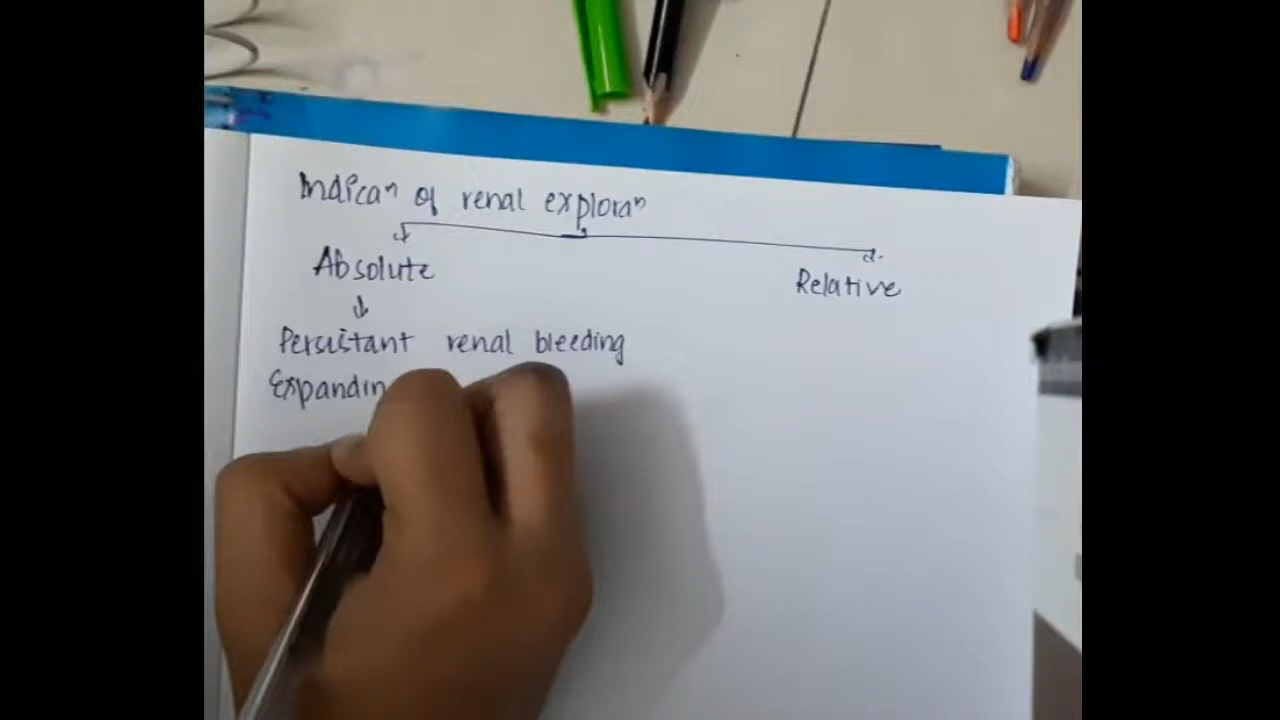 Indicaⁿ of renal exploraⁿ
Absolute
Relative
Persistant renal bleeding
Expandin